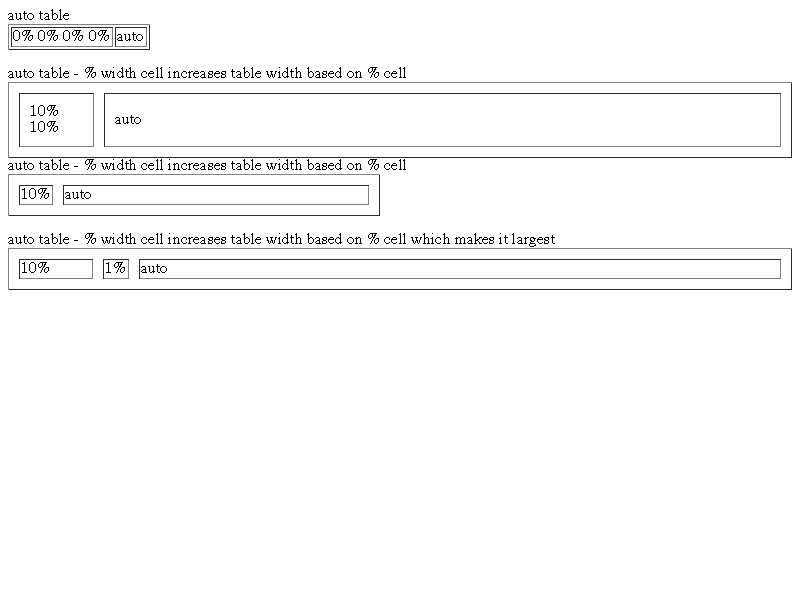 auto table
0% 0% 0% 0% auto
auto table - % width cell increases table width based on % cell
10%
10%
auto
auto table - % width cell increases table width based on % cell
10% auto
auto table - % width cell increases table width based on % cell which makes it largest
10% 1% auto